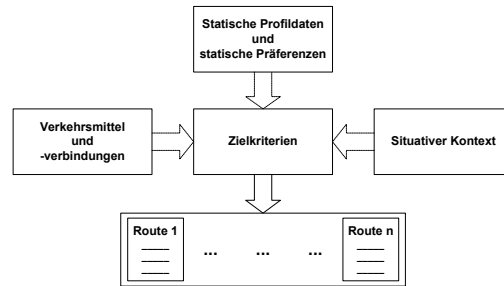 Statische Profildaten
und
statische Präferenzen
Verkehrsmittel
und
-verbindungen
Zielkriterien
Situativer Kontext
Route 1
... ... ...
Route n